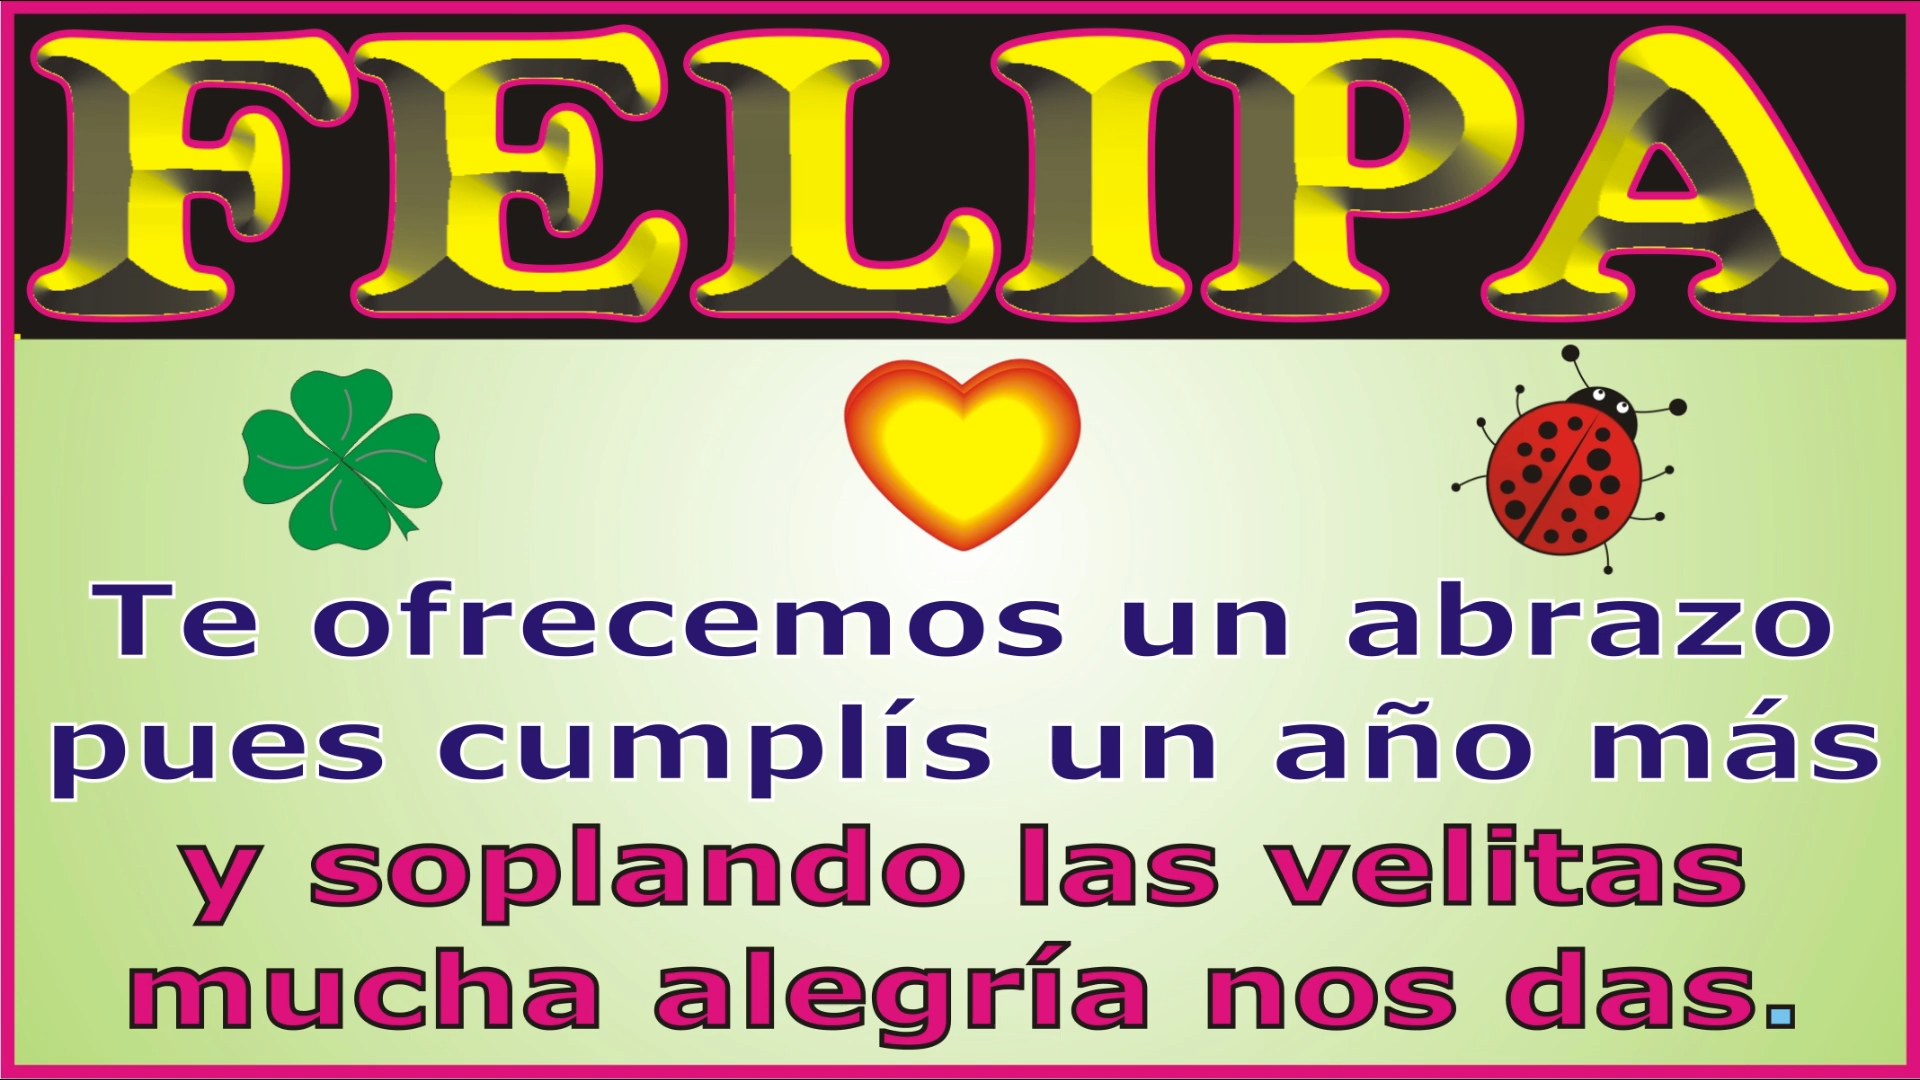 FELIPA
Te ofrecemos un abrazo
pues cumplís un año más
y soplando las velitas
mucha alegría nos das.